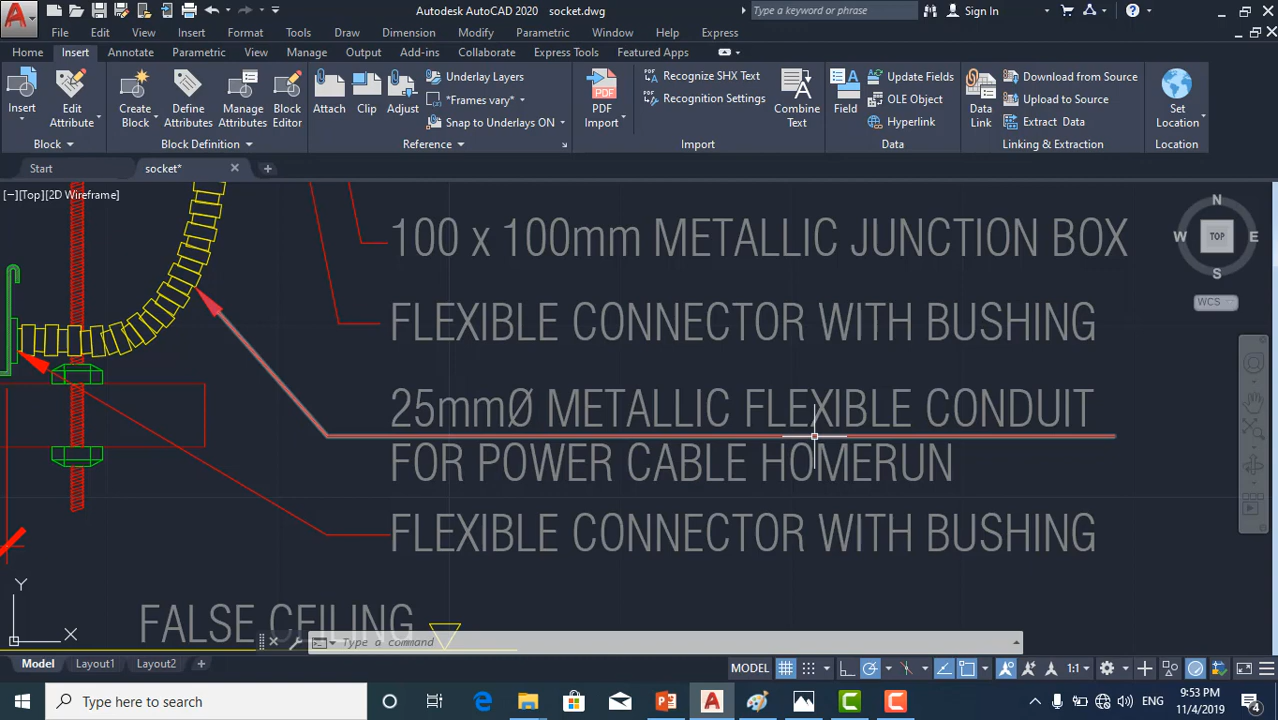 Autodesk AutoCAD 2020 socket.dwg
Type a keyword or phrase
Sign In
File Edit View Insert Format Tools Draw Dimension Modify Parametric Window Help Express
Home Insert Annotate Parametric View Manage Output Add-ins Collaborate Express Tools Featured Apps
Insert
Edit
Attribute
Create
Block
Define
Attributes
Manage
Attributes
Block
Editor
Attach
Clip
Adjust
Underlay Layers
*Frames vary*
Snap to Underlays ON
PDF
Import
Recognize SHX Text
Recognition Settings
Combine
Text
Field
Update Fields
OLE Object
Hyperlink
Data
Link
Download from Source
Upload to Source
Extract Data
Set
Location
Block
Block Definition
Reference
Import
Data
Linking & Extraction
Location
Start
socket*
[−][Top][2D Wireframe]
N
W TOP E
S
WCS
100 x 100mm METALLIC JUNCTION BOX
FLEXIBLE CONNECTOR WITH BUSHING
25mmØ METALLIC FLEXIBLE CONDUIT
FOR POWER CABLE HOMERUN
FLEXIBLE CONNECTOR WITH BUSHING
FALSE CEILING
Y
X
Type a command
Model Layout1 Layout2
MODEL
1:1
Type here to search
ENG
9:53 PM
11/4/2019
4